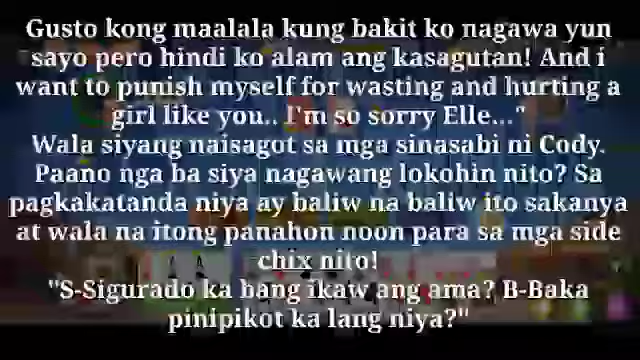 Gusto kong maalala kung bakit ko nagawa yun
sayo pero hindi ko alam ang kasagutan! And i
want to punish myself for wasting and hurting a
girl like you.. I'm so sorry Elle..."
Wala siyang naisagot sa mga sinasabi ni Cody.
Paano nga ba siya nagawang lokohin nito? Sa
pagkakatanda niya ay baliw na baliw ito sakanya
at wala na itong panahon noon para sa mga side
chix nito!
"S-Sigurado ka bang ikaw ang ama? B-Baka
pinipikot ka lang niya?"